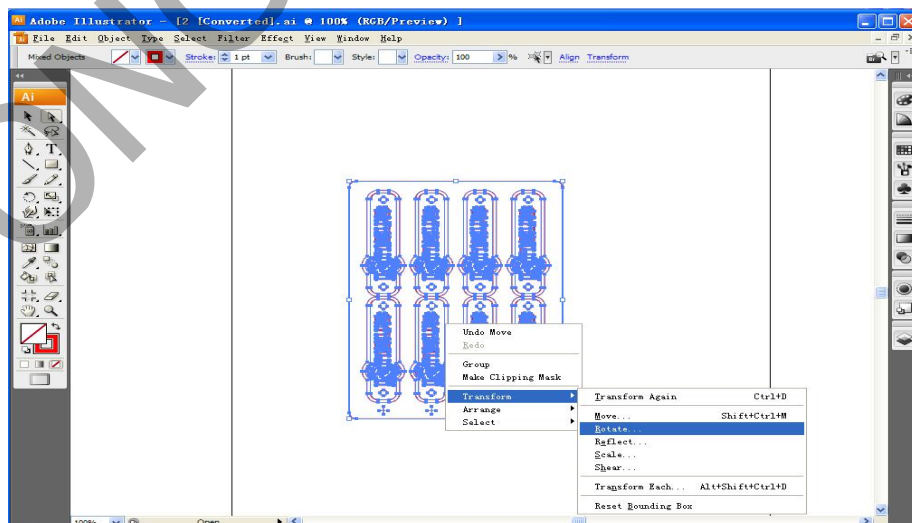 Adobe Illustrator - [2 [Converted].ai @ 100% (RGB/Preview) ]
File Edit Object Type Select Filter Effect View Window Help
Mixed Objects Stroke: 1 pt Brush: Style: Opacity: 100 % Align Transform
Ai
T
Undo Move
Redo
Group
Make Clipping Mask
Transform
Arrange
Select
Transform Again Ctrl+D
Move... Shift+Ctrl+M
Rotate...
Reflect...
Scale...
Shear...
Transform Each... Alt+Shift+Ctrl+D
Reset Bounding Box
100% Open